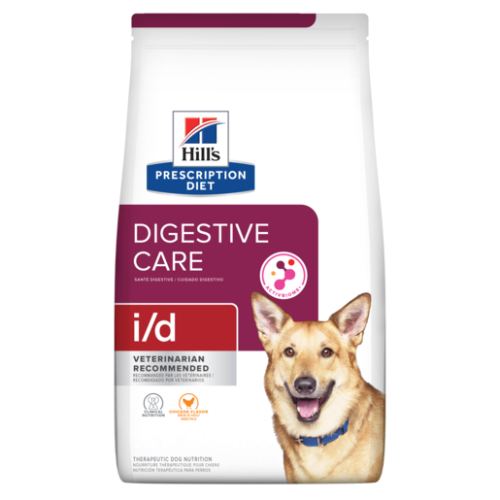 Hill's
PRESCRIPTION
DIET
DIGESTIVE
CARE
SANTÉ DIGESTIVE / CUIDADO DIGESTIVO
ACTIVBIOME+
i/d
VETERINARIAN
RECOMMENDED
RECOMMANDÉ PAR LES VÉTÉRINAIRES /
RECOMENDADO POR VETERINARIOS
CLINICAL
NUTRITION
CHICKEN FLAVOR
THERAPEUTIC DOG NUTRITION
NOURRITURE THÉRAPEUTIQUE POUR CHIENS
NUTRICIÓN TERAPÉUTICA PARA PERROS